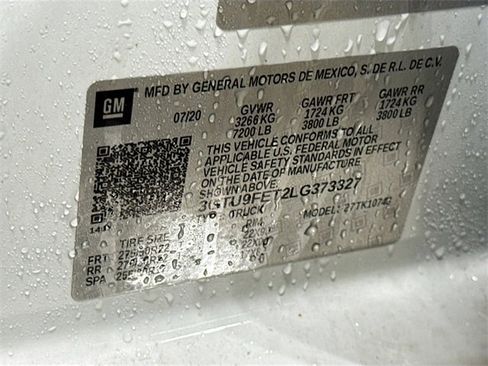 GM
MFD BY GENERAL MOTORS DE MEXICO, S. DE R.L. DE C.V.
07/20 GVWR GAWR FRT GAWR RR
3266 KG 1724 KG 1724 KG
7200 LB 3800 LB 3800 LB
THIS VEHICLE CONFORMS TO ALL
APPLICABLE U.S. FEDERAL MOTOR
VEHICLE SAFETY STANDARDS IN EFFECT
ON THE DATE OF MANUFACTURE
SHOWN ABOVE.
3GTU9FET2LG373327
TRUCK MODEL: 27TK10743
TIRE SIZE RIM
FRT
RR
SPA